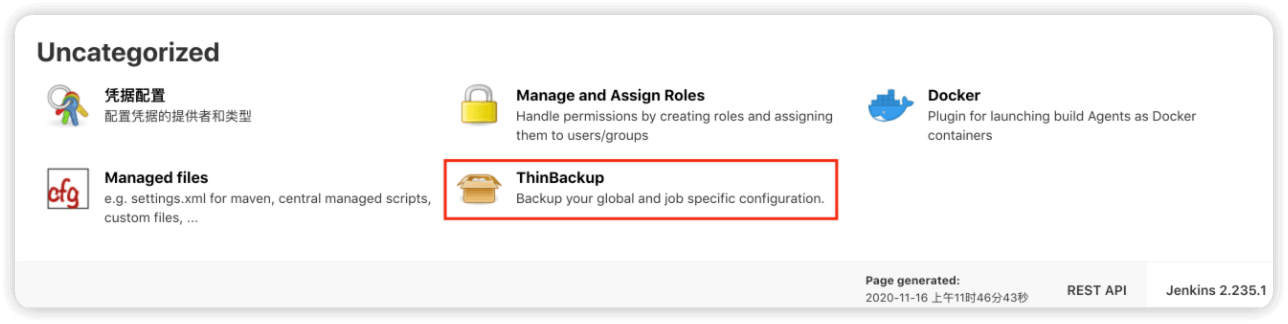 Uncategorized
凭据配置
配置凭据的提供者和类型
Manage and Assign Roles
Handle permissions by creating roles and assigning
them to users/groups
Docker
Plugin for launching build Agents as Docker
containers
cfg
Managed files
e.g. settings.xml for maven, central managed scripts,
custom files, ...
ThinBackup
Backup your global and job specific configuration.
Page generated:
2020-11-16 上午11时46分43秒
REST API
Jenkins 2.235.1